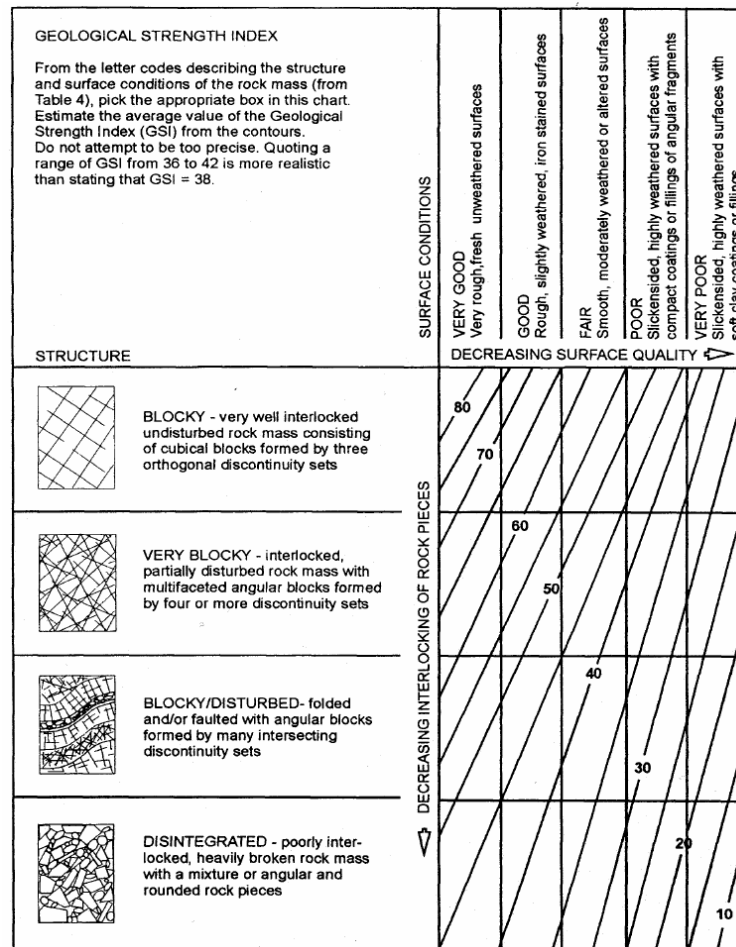 GEOLOGICAL STRENGTH INDEX
From the letter codes describing the structure
and surface conditions of the rock mass (from
Table 4), pick the appropriate box in this chart.
Estimate the average value of the Geological
Strength Index (GSI) from the contours.
Do not attempt to be too precise. Quoting a
range of GSI from 36 to 42 is more realistic
than stating that GSI = 38.
SURFACE CONDITIONS
VERY GOOD
Very rough,fresh unweathered surfaces
GOOD
Rough, slightly weathered, iron stained surfaces
FAIR
Smooth, moderately weathered or altered surfaces
POOR
Slickensided, highly weathered surfaces with
compact coatings or fillings of angular fragments
VERY POOR
Slickensided, highly weathered surfaces with
soft clay coatings or fillings
STRUCTURE
DECREASING SURFACE QUALITY
DECREASING INTERLOCKING OF ROCK PIECES
BLOCKY - very well interlocked
undisturbed rock mass consisting
of cubical blocks formed by three
orthogonal discontinuity sets
80
70
VERY BLOCKY - interlocked,
partially disturbed rock mass with
multifaceted angular blocks formed
by four or more discontinuity sets
60
50
BLOCKY/DISTURBED- folded
and/or faulted with angular blocks
formed by many intersecting
discontinuity sets
40
30
DISINTEGRATED - poorly inter-
locked, heavily broken rock mass
with a mixture or angular and
rounded rock pieces
20
10